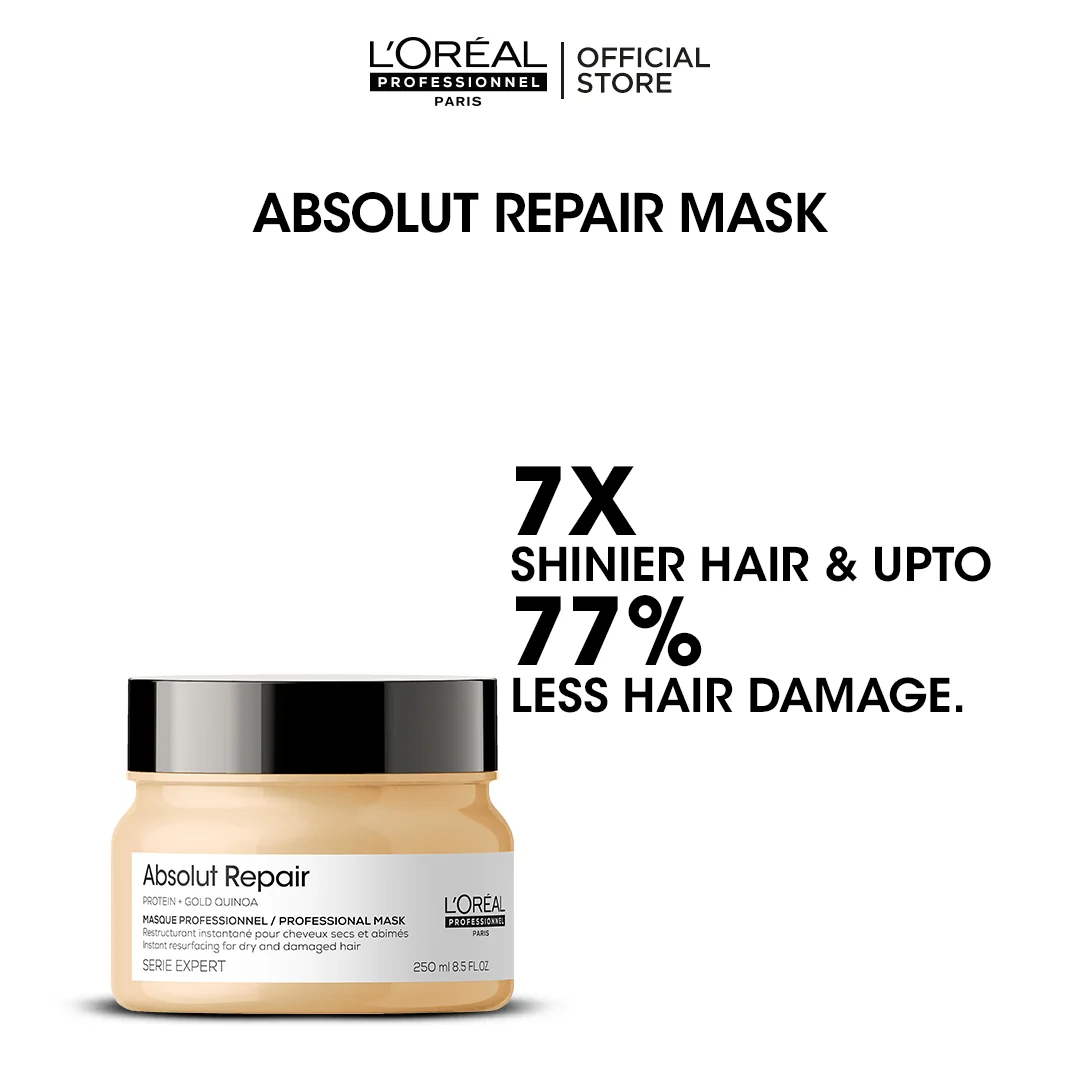 L'ORÉAL
PROFESSIONNEL
PARIS
OFFICIAL
STORE
ABSOLUT REPAIR MASK
7X
SHINIER HAIR & UPTO
77%
LESS HAIR DAMAGE.
Absolut Repair
PROTEIN + GOLD QUINOA
MASQUE PROFESSIONNEL / PROFESSIONAL MASK
Restructurant instantané pour cheveux secs et abimés
Instant resurfacing for dry and damaged hair
SERIE EXPERT
L'ORÉAL
PROFESSIONNEL
PARIS
250 ml 8.5 FL.OZ.